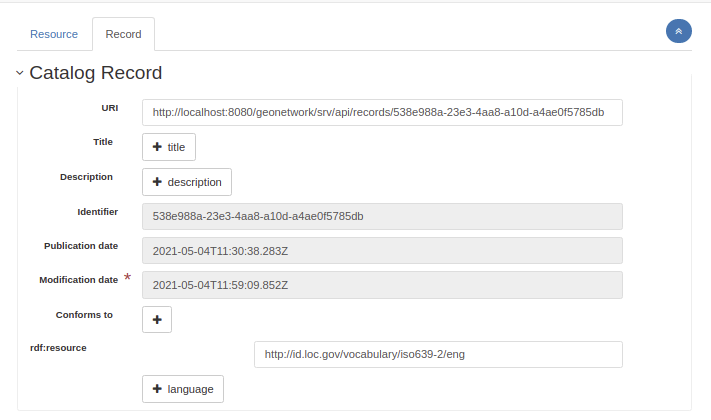 Resource Record
Catalog Record
URI http://localhost:8080/geonetwork/srv/api/records/538e988a-23e3-4aa8-a10d-a4ae0f5785db
Title + title
Description + description
Identifier 538e988a-23e3-4aa8-a10d-a4ae0f5785db
Publication date 2021-05-04T11:30:38.283Z
Modification date * 2021-05-04T11:59:09.852Z
Conforms to +
rdf:resource http://id.loc.gov/vocabulary/iso639-2/eng
+ language